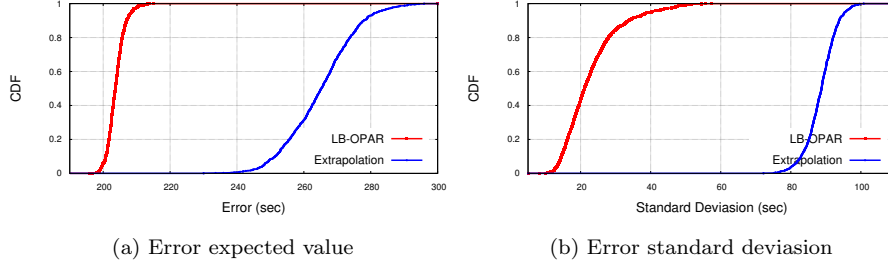 1
0.8
0.6
0.4
0.2
0
CDF
LB-OPAR
Extrapolation
200 220 240 260 280 300
Error (sec)
(a) Error expected value
1
0.8
0.6
0.4
0.2
0
CDF
LB-OPAR
Extrapolation
20 40 60 80 100
Standard Deviasion (sec)
(b) Error standard deviasion